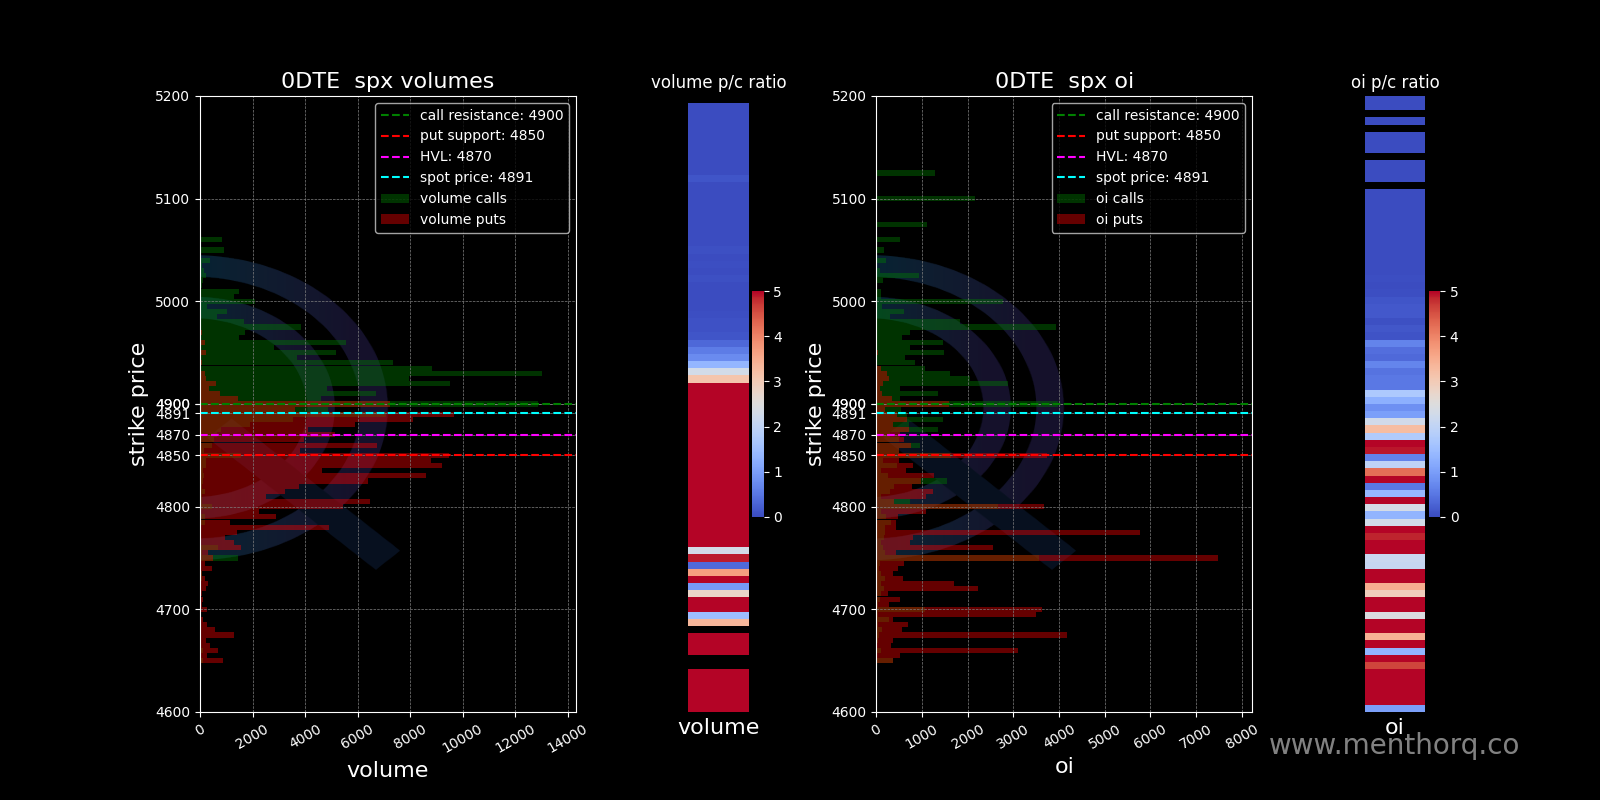 0DTE  spx volumes
volume p/c ratio
0DTE  spx oi
oi p/c ratio
5200
5100
5000
4900
4891
4870
4850
4800
4700
4600
strike price
call resistance: 4900
put support: 4850
HVL: 4870
spot price: 4891
volume calls
volume puts
0
2000
4000
6000
8000
10000
12000
14000
volume
5
4
3
2
1
0
volume
5200
5100
5000
4900
4891
4870
4850
4800
4700
4600
strike price
call resistance: 4900
put support: 4850
HVL: 4870
spot price: 4891
oi calls
oi puts
0
1000
2000
3000
4000
5000
6000
7000
8000
oi
5
4
3
2
1
0
oi
www.menthorq.co